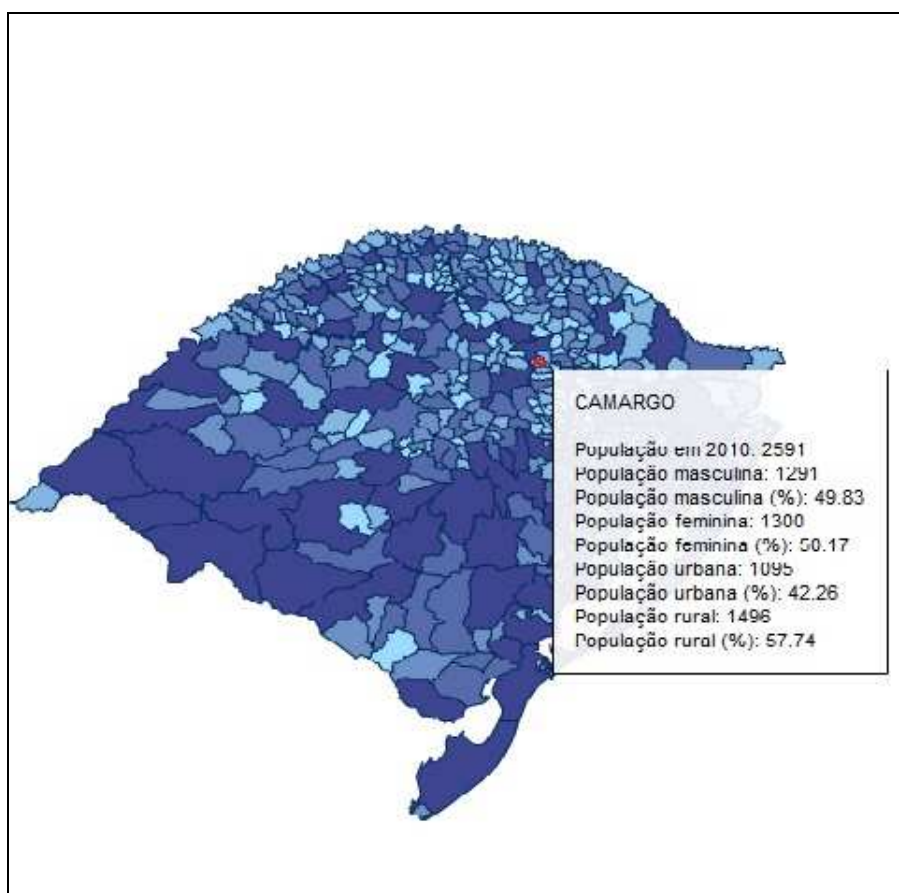 CAMARGO
População em 2010: 2591
População masculina: 1291
População masculina (%): 49.83
População feminina: 1300
População feminina (%): 50.17
População urbana: 1095
População urbana (%): 42.26
População rural: 1496
População rural (%): 57.74